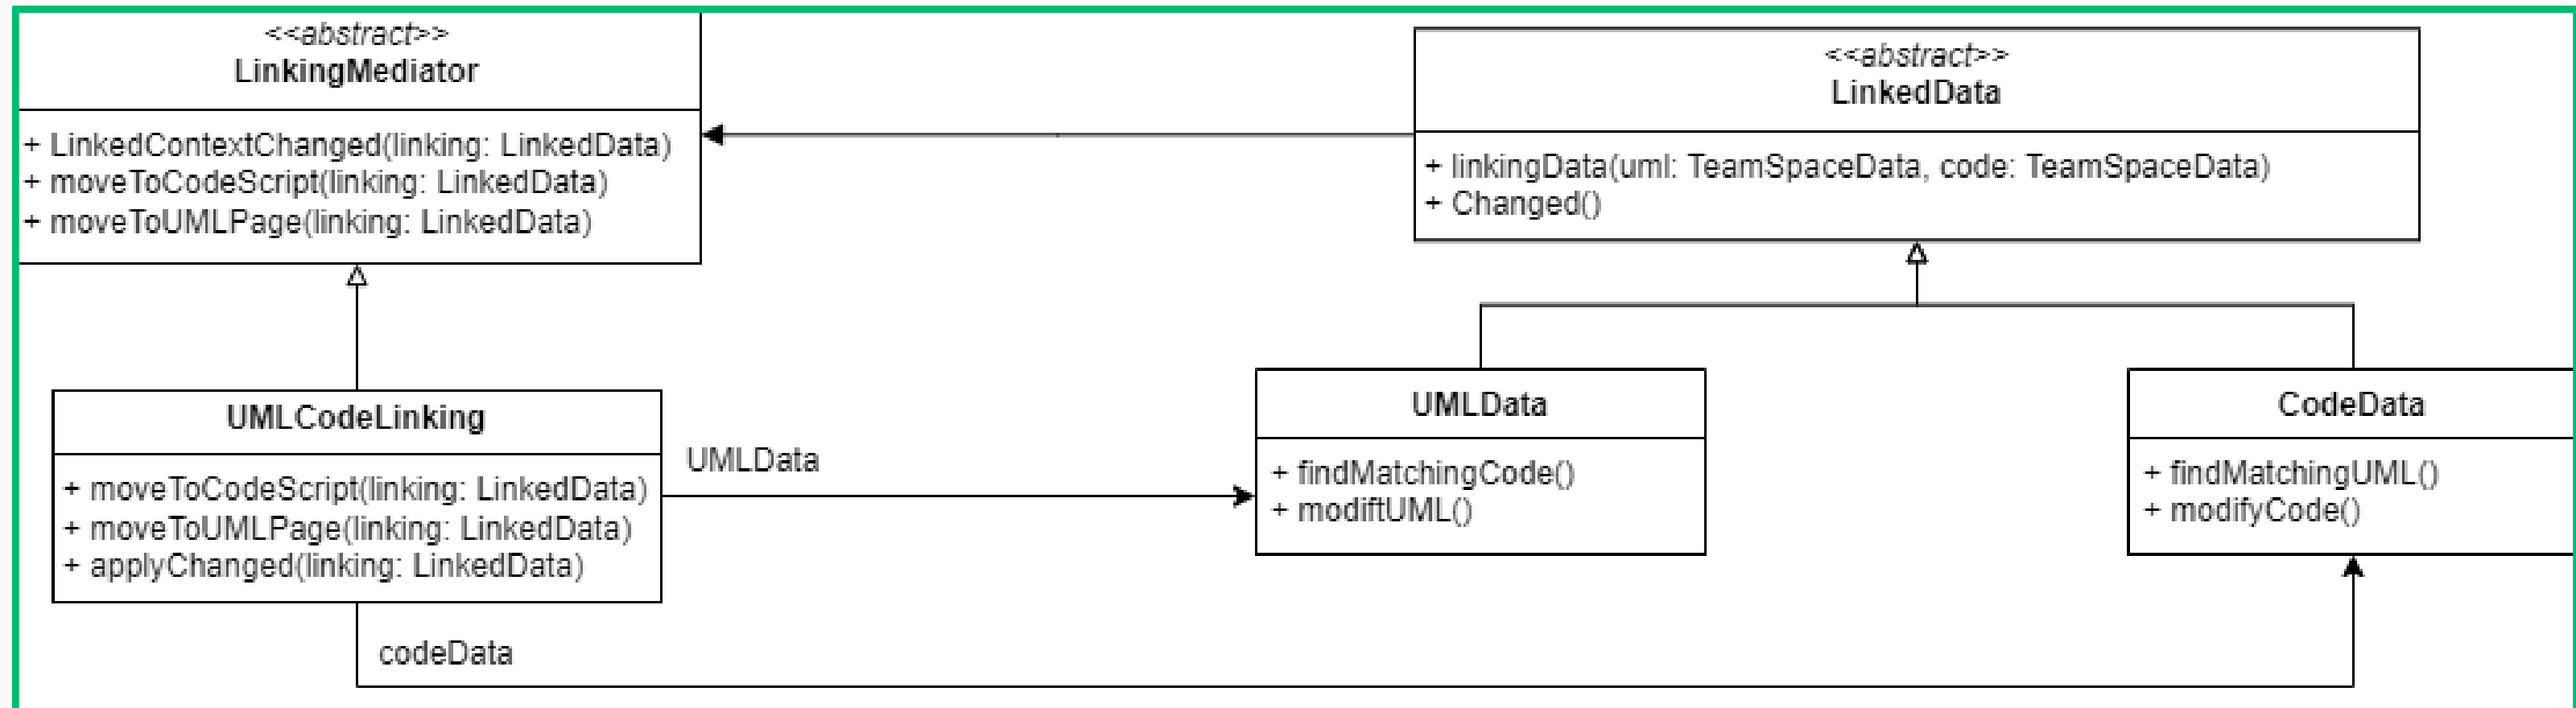 <<abstract>>
LinkingMediator
+ LinkedContextChanged(linking: LinkedData)
+ moveToCodeScript(linking: LinkedData)
+ moveToUMLPage(linking: LinkedData)
<<abstract>>
LinkedData
+ linkingData(uml: TeamSpaceData, code: TeamSpaceData)
+ Changed()
UMLCodeLinking
+ moveToCodeScript(linking: LinkedData)
+ moveToUMLPage(linking: LinkedData)
+ applyChanged(linking: LinkedData)
UMLData
UMLData
+ findMatchingCode()
+ modiftUML()
CodeData
+ findMatchingUML()
+ modifyCode()
codeData